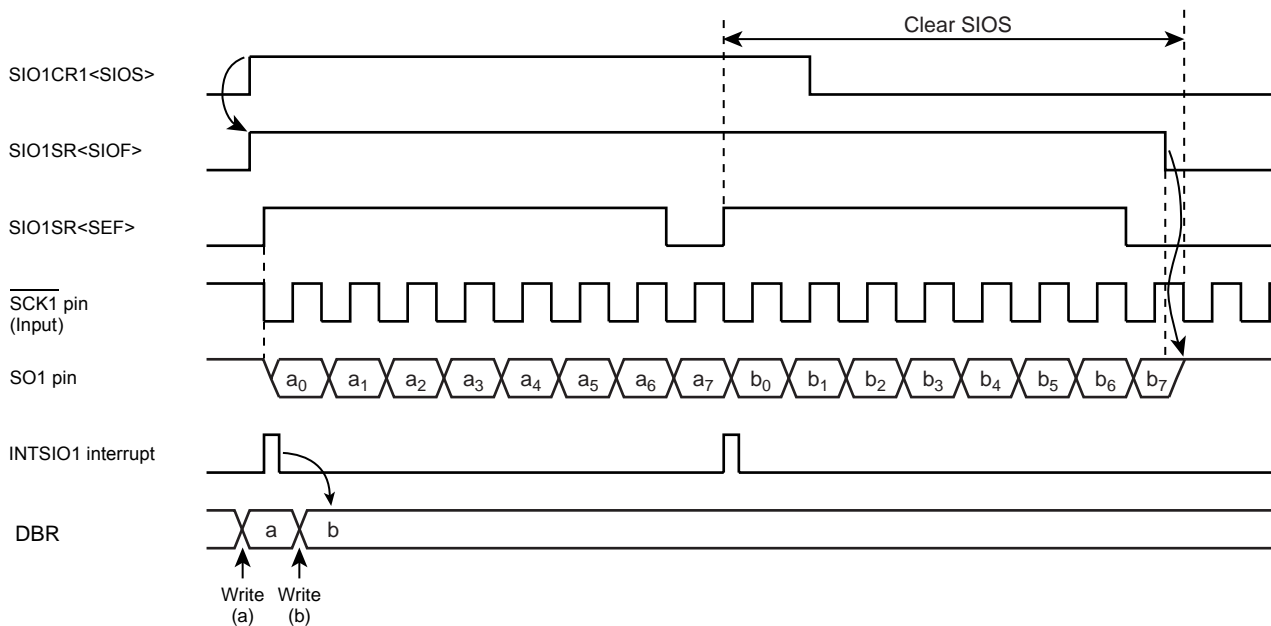 Clear SIOS
SIO1CR1<SIOS>
SIO1SR<SIOF>
SIO1SR<SEF>
SCK1 pin
(Input)
SO1 pin
a0 a1 a2 a3 a4 a5 a6 a7 b0 b1 b2 b3 b4 b5 b6 b7
INTSIO1 interrupt
DBR
a b
Write Write
(a) (b)